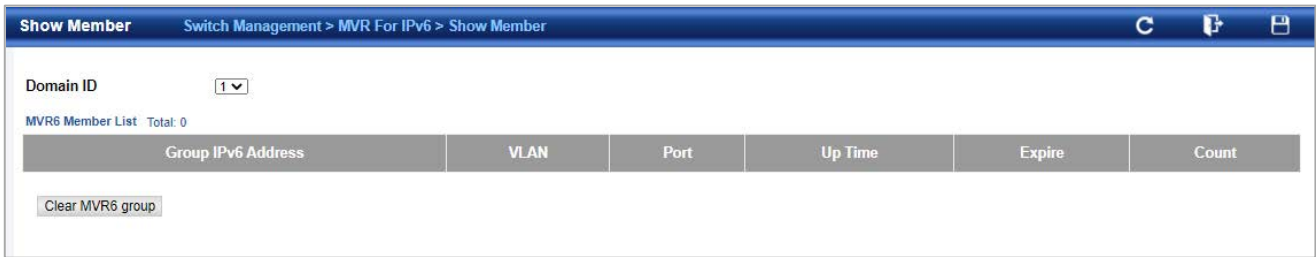 Show Member Switch Management > MVR For IPv6 > Show Member
Domain ID 1
MVR6 Member List Total: 0
Group IPv6 Address VLAN Port Up Time Expire Count
Clear MVR6 group